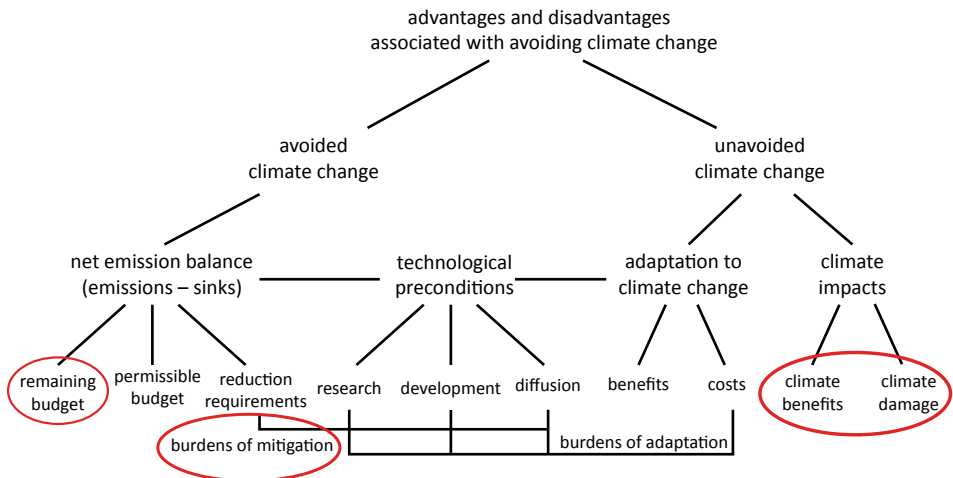 advantages and disadvantages
associated with avoiding climate change
avoided
climate change
unavoided
climate change
net emission balance
(emissions – sinks)
technological
preconditions
adaptation to
climate change
climate
impacts
remaining
budget
permissible
budget
reduction
requirements
research
development
diffusion
benefits
costs
climate
benefits
climate
damage
burdens of mitigation
burdens of adaptation